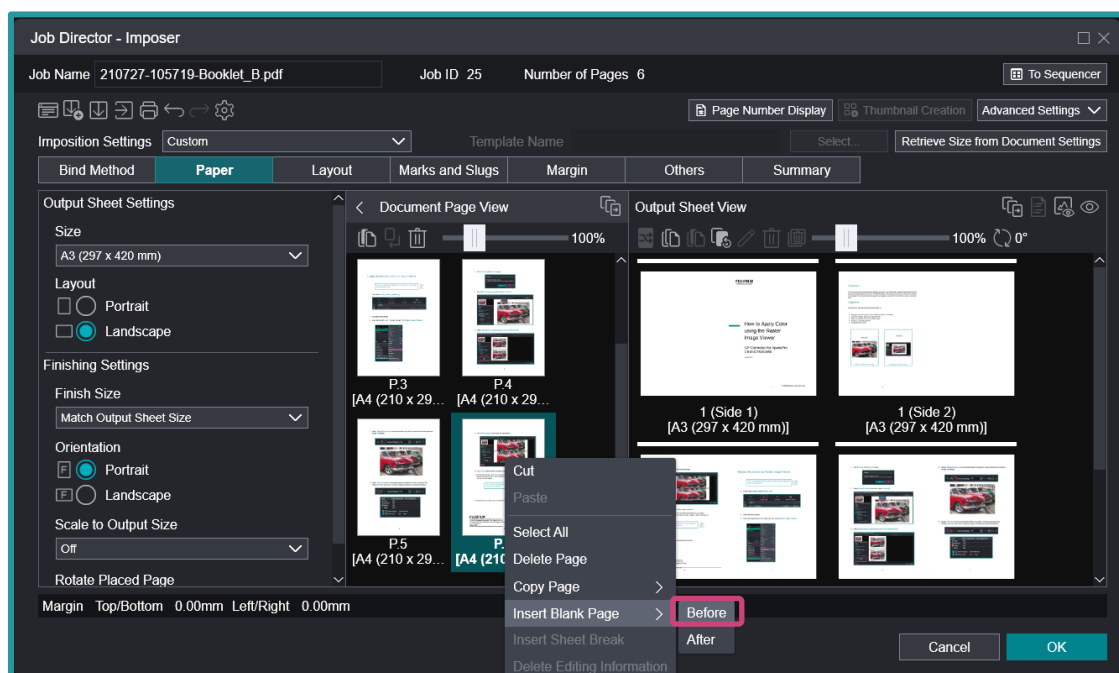 Job Director - Imposer
Job Name 210727-105719-Booklet_B.pdf Job ID 25 Number of Pages 6 To Sequencer
Page Number Display Thumbnail Creation Advanced Settings
Imposition Settings Custom Template Name Select... Retrieve Size from Document Settings
Bind Method Paper Layout Marks and Slugs Margin Others Summary
Output Sheet Settings
Size
A3 (297 x 420 mm)
Layout
Portrait
Landscape
Finishing Settings
Finish Size
Match Output Sheet Size
Orientation
F Portrait
F Landscape
Scale to Output Size
Off
Rotate Placed Page
Document Page View
100%
P.3 P.4
[A4 (210 x 29... [A4 (210 x 29...
P.5 P.
[A4 (210 x 29... [A4 (210
Output Sheet View
100% 0°
FUJIFILM
How to Apply Color
using the Raster
Image Viewer
1 (Side 1) 1 (Side 2)
[A3 (297 x 420 mm)] [A3 (297 x 420 mm)]
Cut
Paste
Select All
Delete Page
Copy Page
Insert Blank Page
Insert Sheet Break
Delete Editing Information
Before
After
Margin Top/Bottom 0.00mm Left/Right 0.00mm
Cancel OK